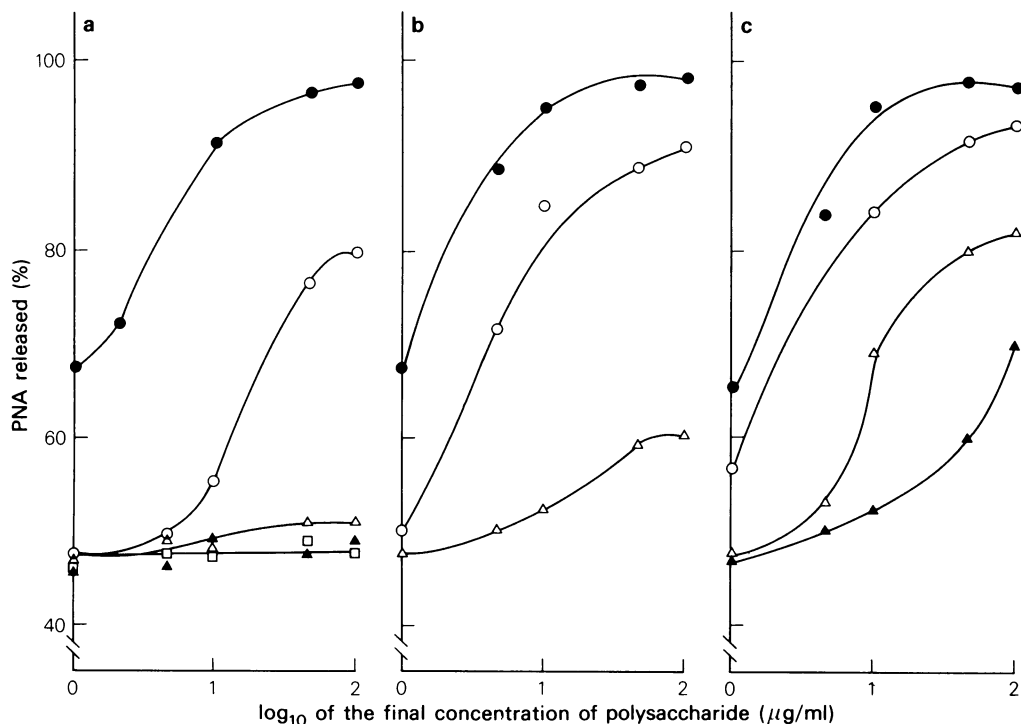 a
b
c
100
80
60
40
PNA released (%)
0
1
2
0
1
2
0
1
2
log10 of the final concentration of polysaccharide (μg/ml)